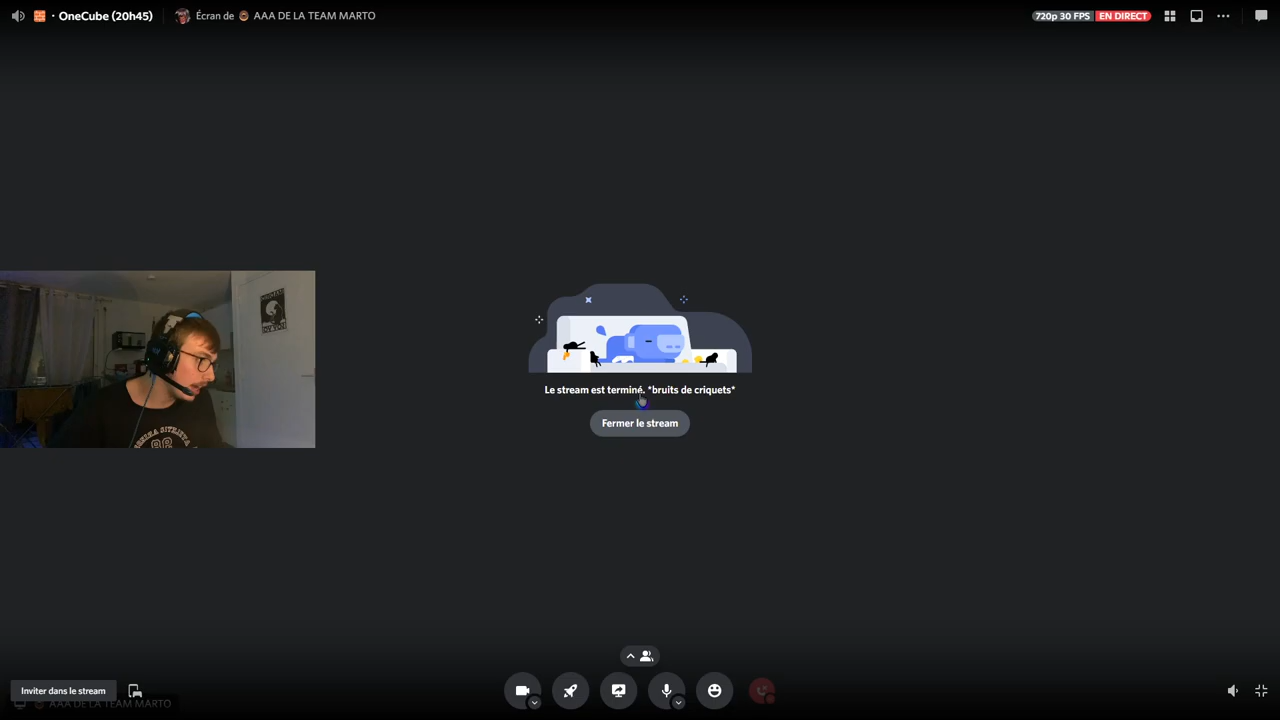 OneCube (20h45)
Écran de AAA DE LA TEAM MARTO
720p 30 FPS EN DIRECT
Le stream est terminé. *bruits de criquets*
Fermer le stream
Inviter dans le stream
AAA DE LA TEAM MARTO